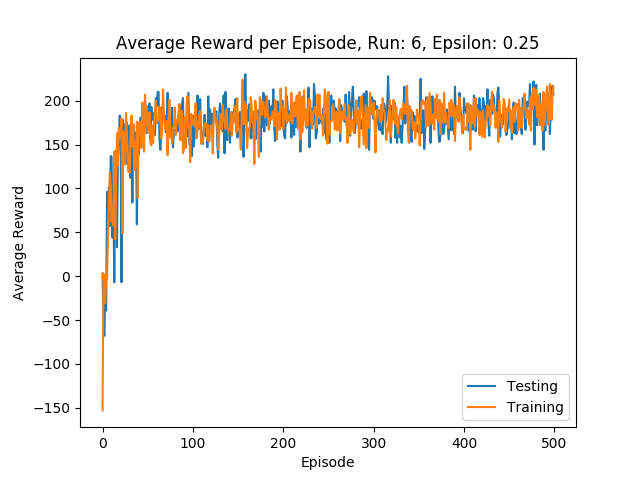 Average Reward per Episode, Run: 6, Epsilon: 0.25
Average Reward
200
150
100
50
0
−50
−100
−150
0
100
200
300
400
500
Episode
Testing
Training